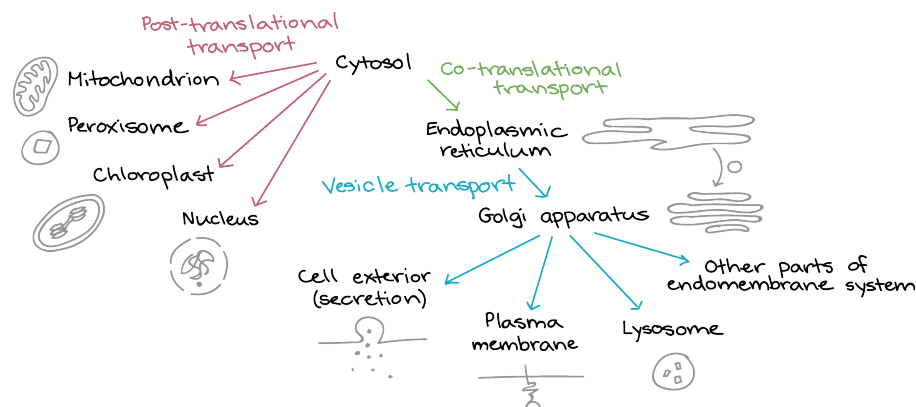 Post-translational
transport
Cytosol
Co-translational
transport
Mitochondrion
Peroxisome
Endoplasmic
reticulum
Chloroplast
Vesicle transport
Nucleus
Golgi apparatus
Cell exterior
(secretion)
Other parts of
endomembrane system
Plasma
membrane
Lysosome